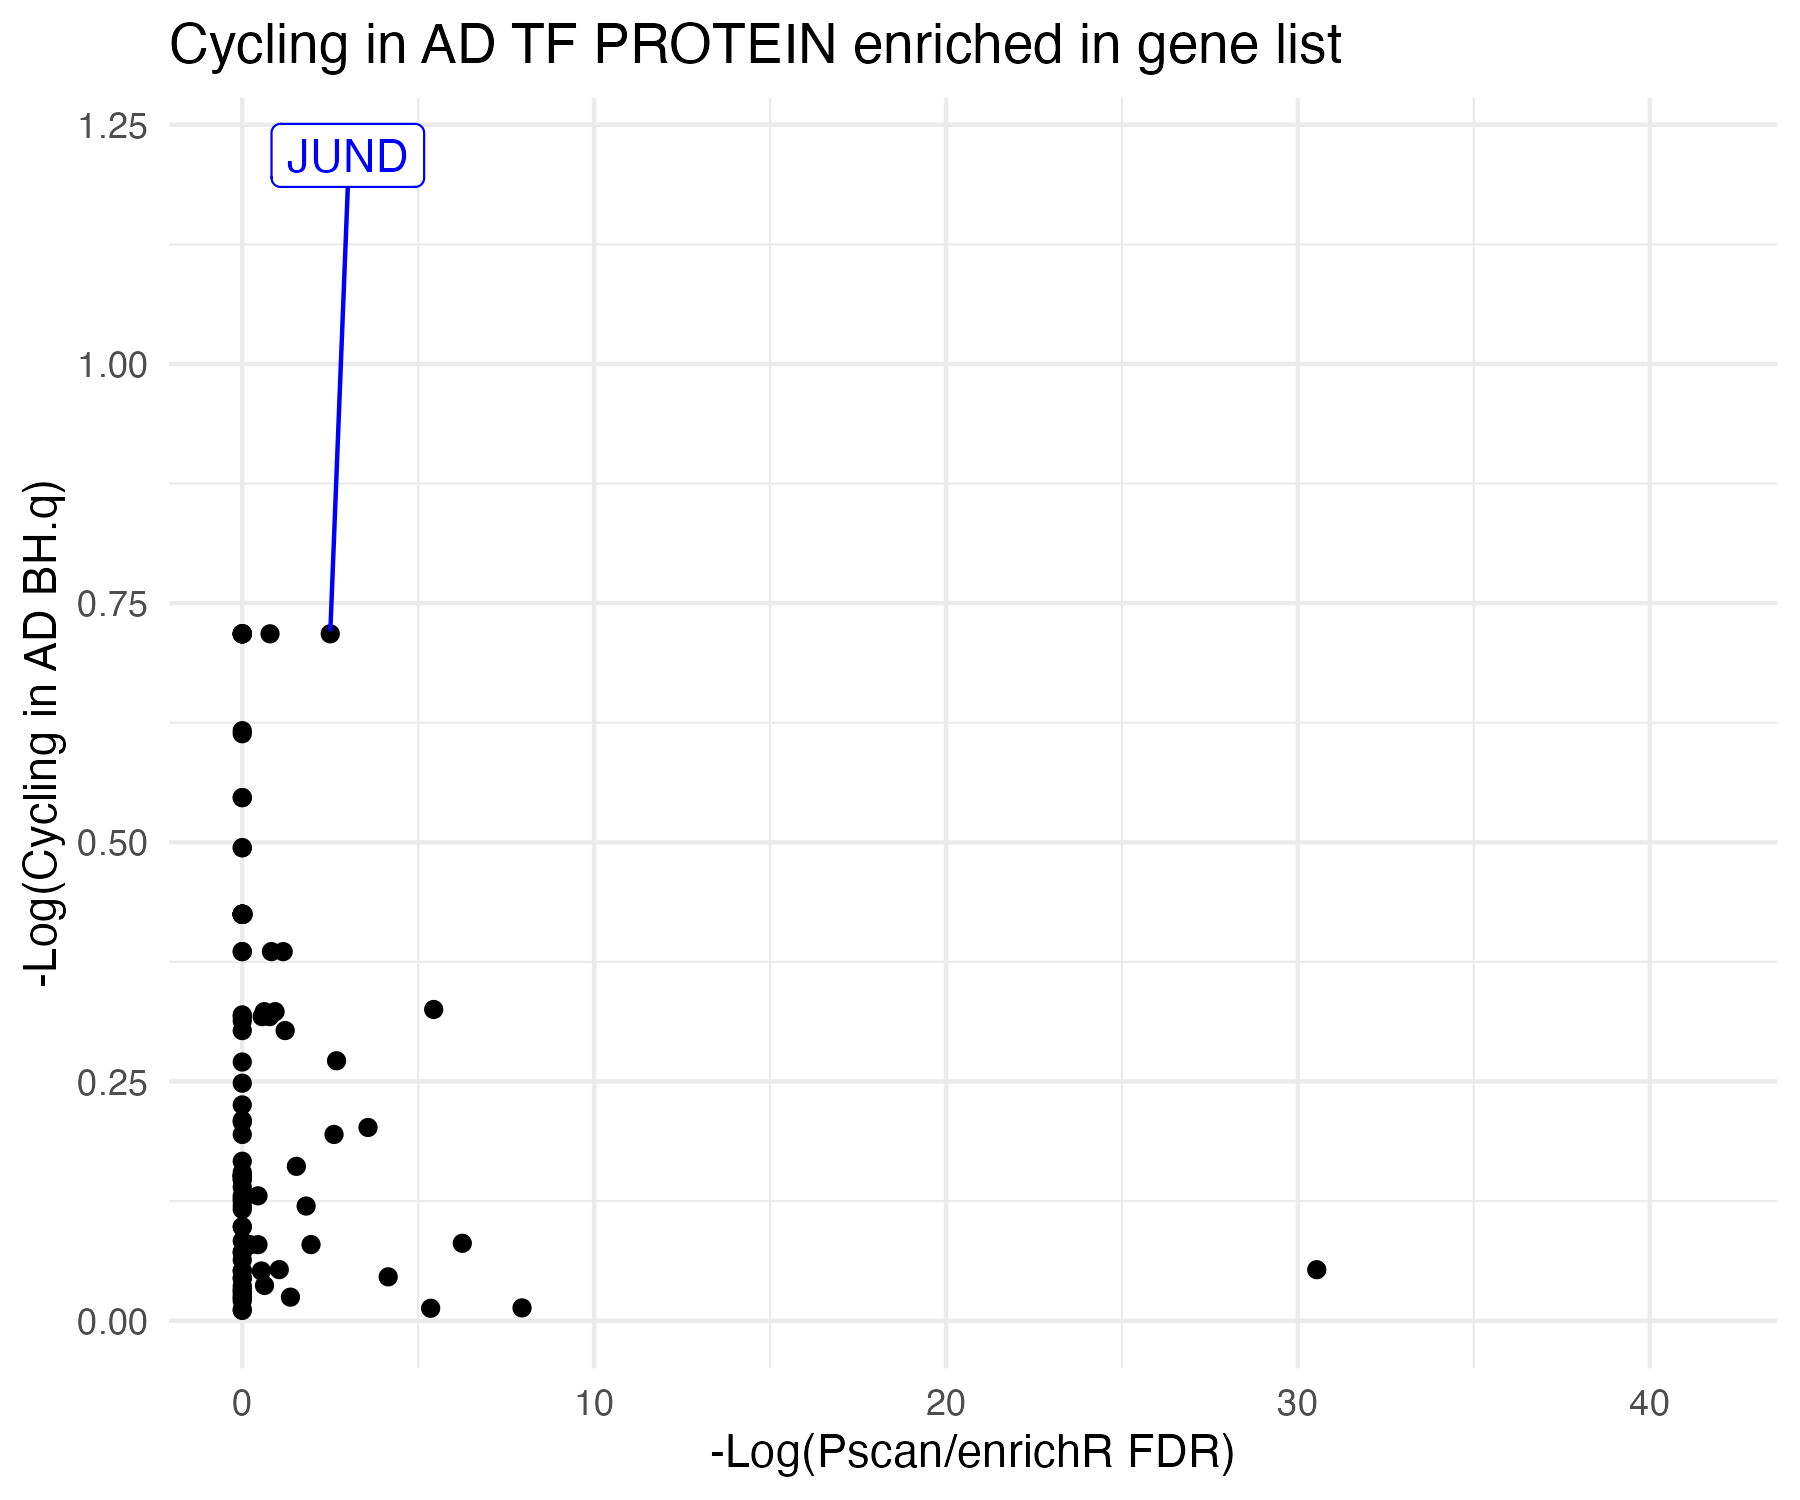 Cycling in AD TF PROTEIN enriched in gene list
1.25
JUND
1.00
0.75
0.50
0.25
0.00
-Log(Cycling in AD BH.q)
0 10 20 30 40
-Log(Pscan/enrichR FDR)